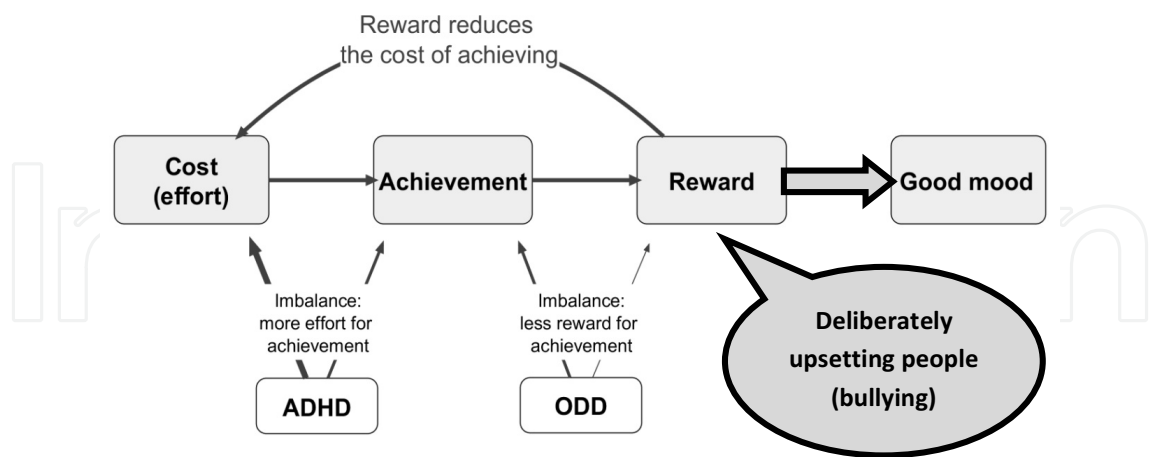 Reward reduces
the cost of achieving
Cost
(effort)
Achievement
Reward
Good mood
Imbalance:
more effort for
achievement
Imbalance:
less reward for
achievement
Deliberately
upsetting people
(bullying)
ADHD
ODD